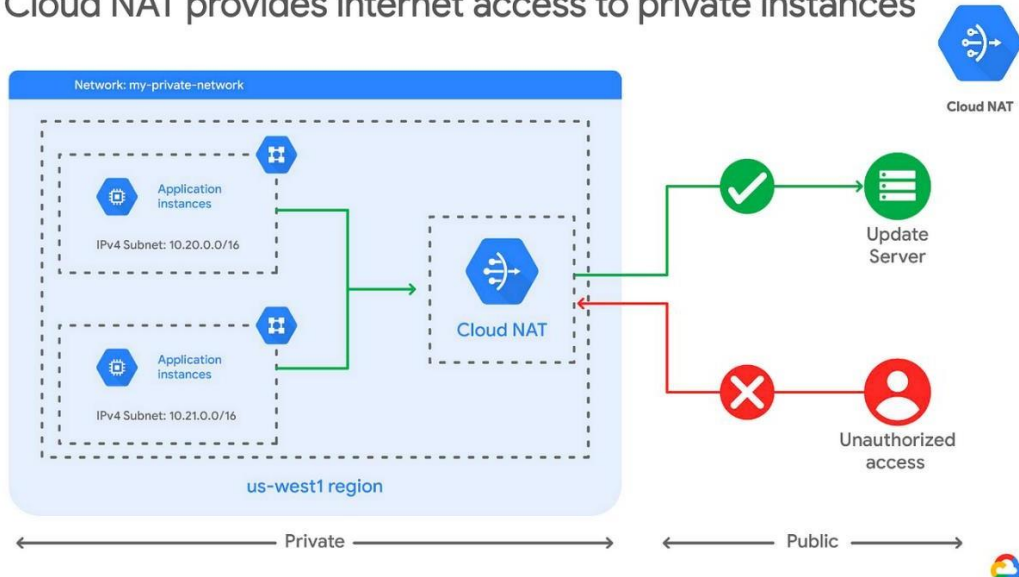 Cloud NAT provides internet access to private instances
Cloud NAT
Network: my-private-network
Application
instances
IPv4 Subnet: 10.20.0.0/16
Application
instances
IPv4 Subnet: 10.21.0.0/16
Cloud NAT
us-west1 region
Update
Server
Unauthorized
access
Private
Public